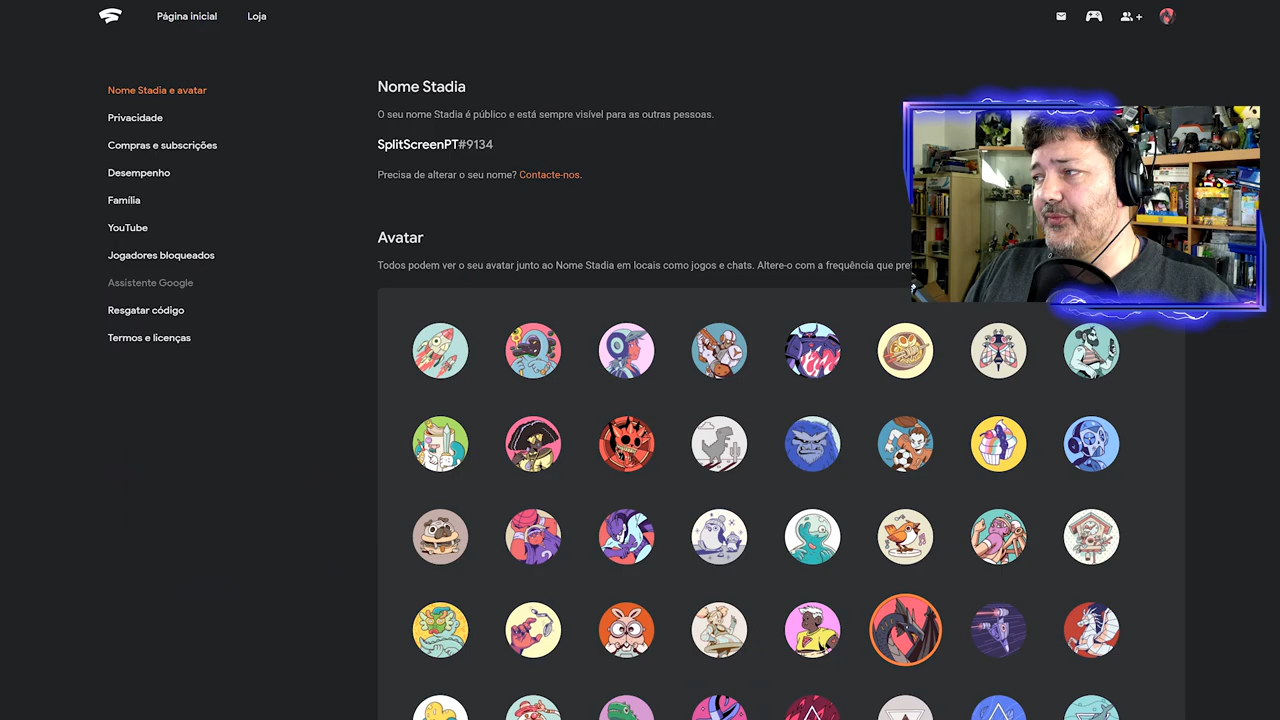 Página inicial
Loja
Nome Stadia e avatar
Privacidade
Compras e subscrições
Desempenho
Família
YouTube
Jogadores bloqueados
Assistente Google
Resgatar código
Termos e licenças
Nome Stadia
O seu nome Stadia é público e está sempre visível para as outras pessoas.
SplitScreenPT#9134
Precisa de alterar o seu nome? Contacte-nos.
Avatar
Todos podem ver o seu avatar junto ao Nome Stadia em locais como jogos e chats. Altere-o com a frequência que